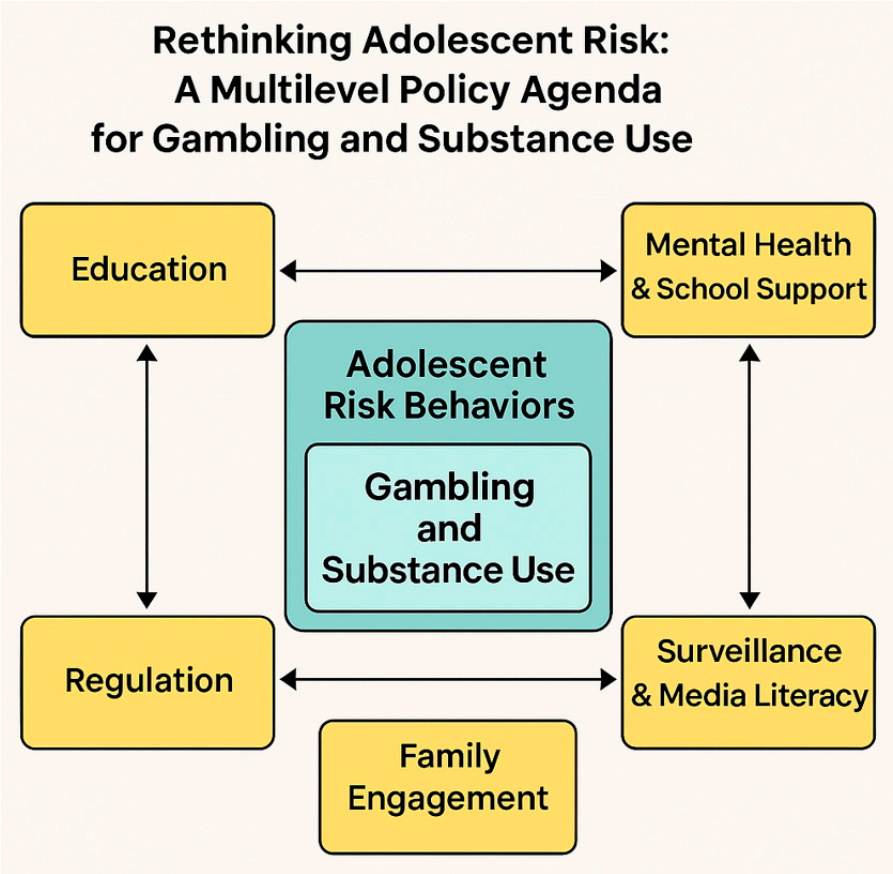 Rethinking Adolescent Risk:
A Multilevel Policy Agenda
for Gambling and Substance Use
Education
Mental Health
& School Support
Adolescent
Risk Behaviors
Gambling
and
Substance Use
Regulation
Surveillance
& Media Literacy
Family
Engagement